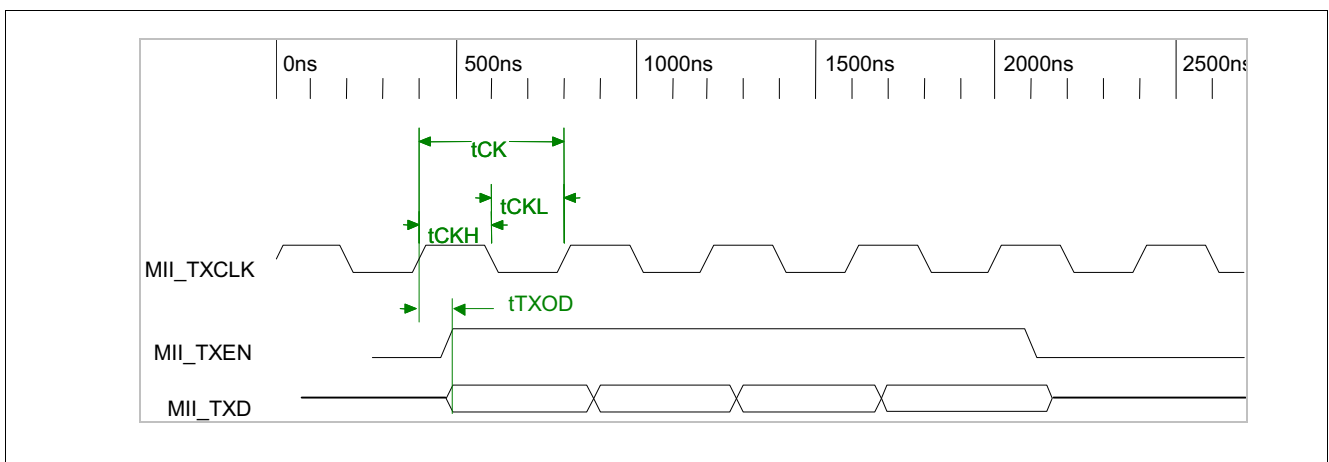 0ns 500ns 1000ns 1500ns 2000ns 2500ns
tCK
tCKL
tCKH
MII_TXCLK
tTXOD
MII_TXEN
MII_TXD